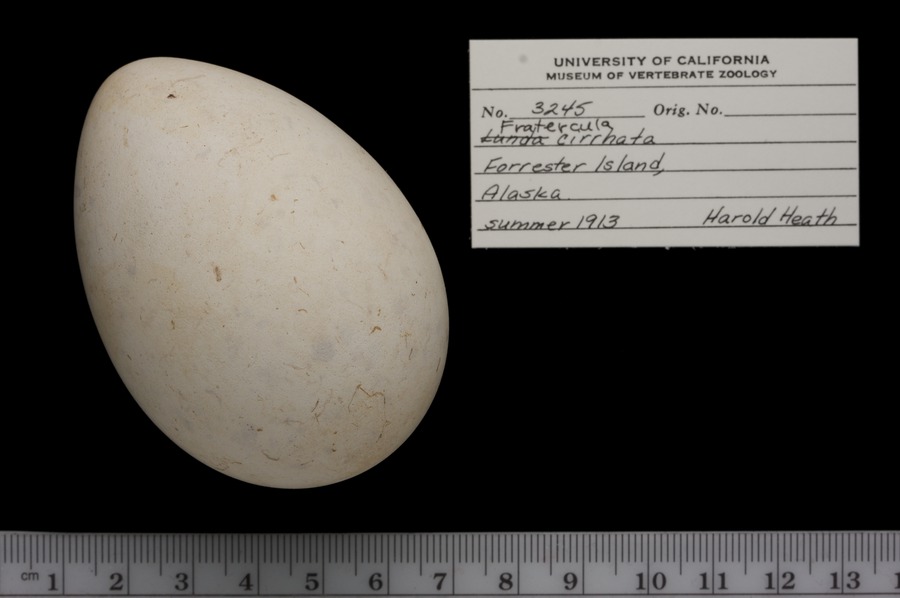 UNIVERSITY OF CALIFORNIA
MUSEUM OF VERTEBRATE ZOOLOGY
No. 3245 Orig. No.
Fratercula
Lunda cirrhata
Forrester Island,
Alaska
summer 1913 Harold Heath
cm 1 2 3 4 5 6 7 8 9 10 11 12 13